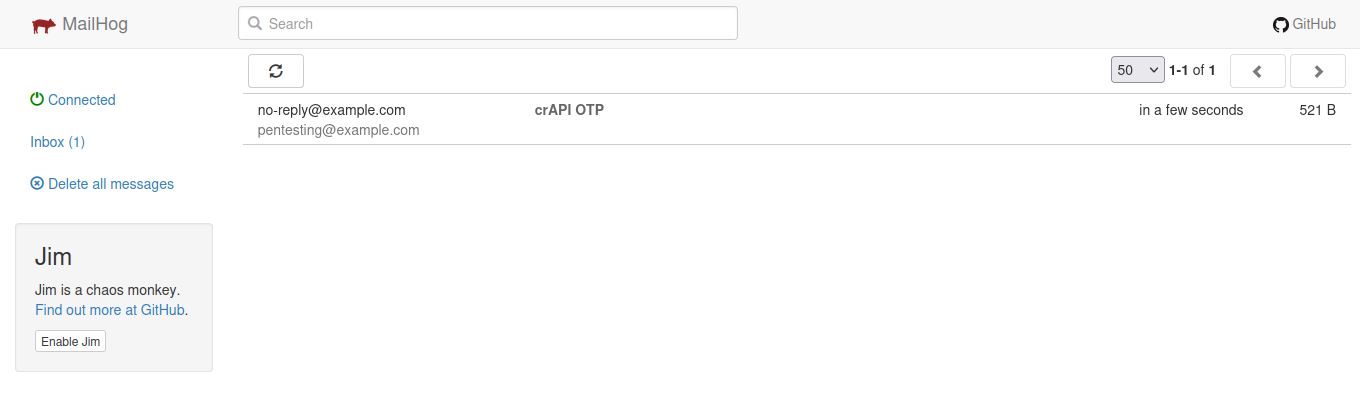 MailHog
Search
GitHub
50
1-1 of 1
Connected
Inbox (1)
Delete all messages
no-reply@example.com
pentesting@example.com
crAPI OTP
in a few seconds
521 B
Jim
Jim is a chaos monkey.
Find out more at GitHub.
Enable Jim